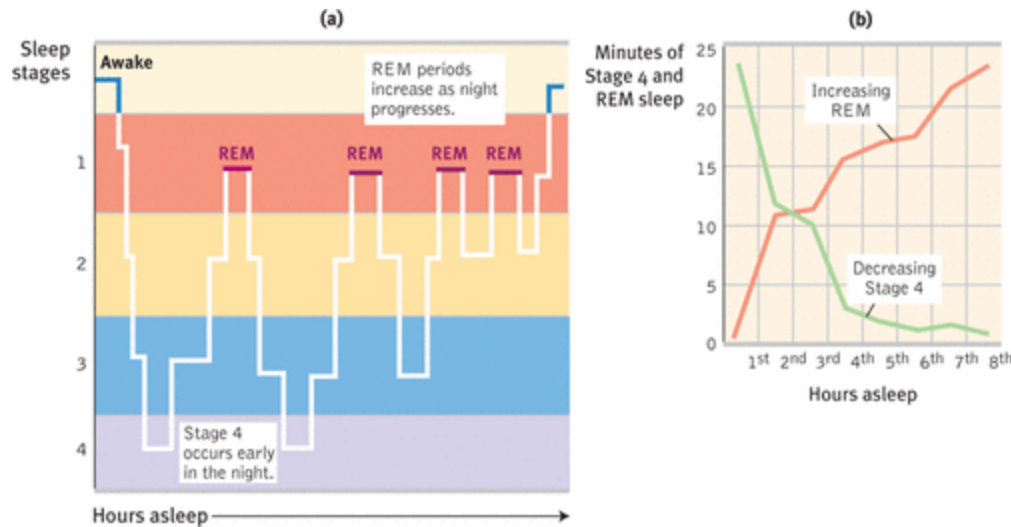 (a)
Sleep
stages
Awake
REM periods
increase as night
progresses.
1
REM
REM
REM
REM
2
3
4
Stage 4
occurs early
in the night.
Hours asleep
(b)
Minutes of
Stage 4 and
REM sleep
25
20
15
10
5
0
Increasing
REM
Decreasing
Stage 4
1st 2nd 3rd 4th 5th 6th 7th 8th
Hours asleep